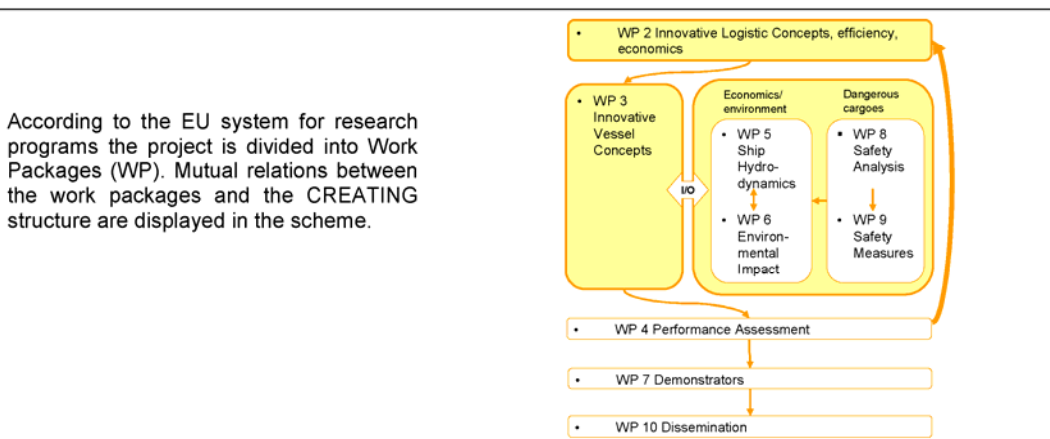 According to the EU system for research
programs the project is divided into Work
Packages (WP). Mutual relations between
the work packages and the CREATING
structure are displayed in the scheme.
• WP 2 Innovative Logistic Concepts, efficiency,
economics
• WP 3
Innovative
Vessel
Concepts
I/O
Economics/
environment
• WP 5
Ship
Hydro-
dynamics
• WP 6
Environ-
mental
Impact
Dangerous
cargoes
▪ WP 8
Safety
Analysis
• WP 9
Safety
Measures
• WP 4 Performance Assessment
• WP 7 Demonstrators
• WP 10 Dissemination